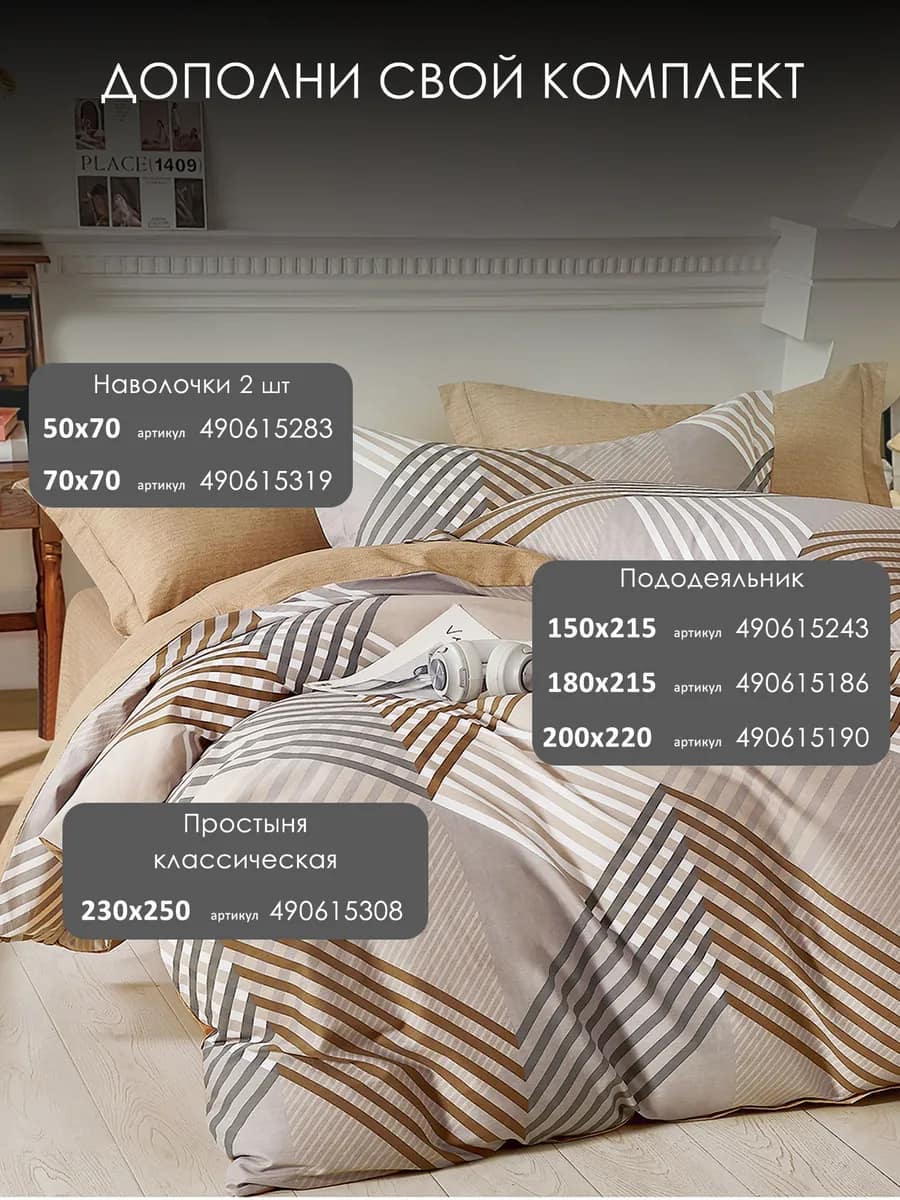 ДОПОЛНИ СВОЙ КОМПЛЕКТ
PLACE(1409)
Наволочки 2 шт
50x70 артикул 490615283
70x70 артикул 490615319
Пододеяльник
150x215 артикул 490615243
180x215 артикул 490615186
200x220 артикул 490615190
Простыня
классическая
230x250 артикул 490615308